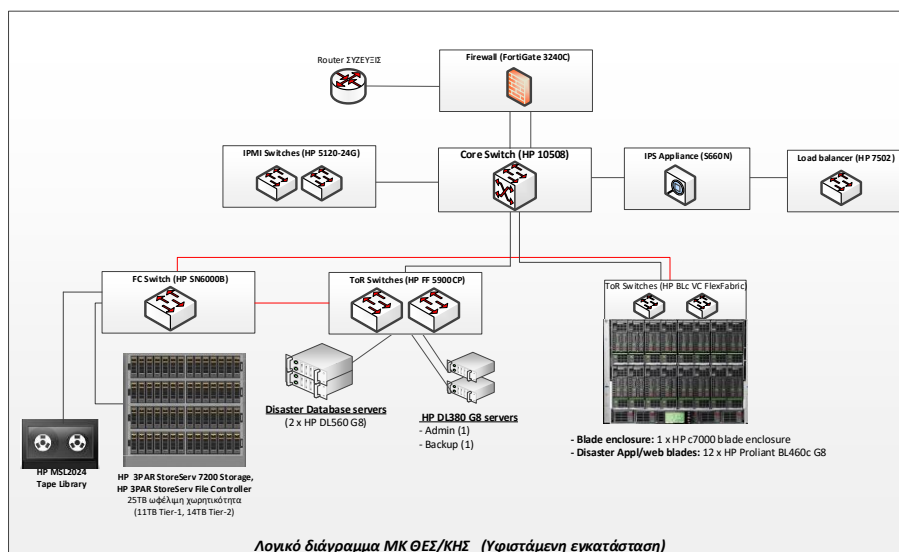 Firewall (FortiGate 3240C)
Router ΣΥΖΕΥΞΙΣ
IPMI Switches (HP 5120-24G)
Core Switch (HP 10508)
IPS Appliance (S660N)
Load balancer (HP 7502)
FC Switch (HP SN6000B)
ToR Switches (HP FF 5900CP)
ToR Switches (HP BLc VC FlexFabric)
Disaster Database servers
(2 x HP DL560 G8)
HP DL380 G8 servers
- Admin (1)
- Backup (1)
- Blade enclosure: 1 x HP c7000 blade enclosure
- Disaster Appl/web blades: 12 x HP Proliant BL460c G8
HP MSL2024
Tape Library
HP 3PAR StoreServ 7200 Storage,
HP 3PAR StoreServ File Controller
25TB ωφέλιμη χωρητικότητα
(11TB Tier-1, 14TB Tier-2)
Λογικό διάγραμμα ΜΚ ΘΕΣ/ΚΗΣ (Υφιστάμενη εγκατάσταση)